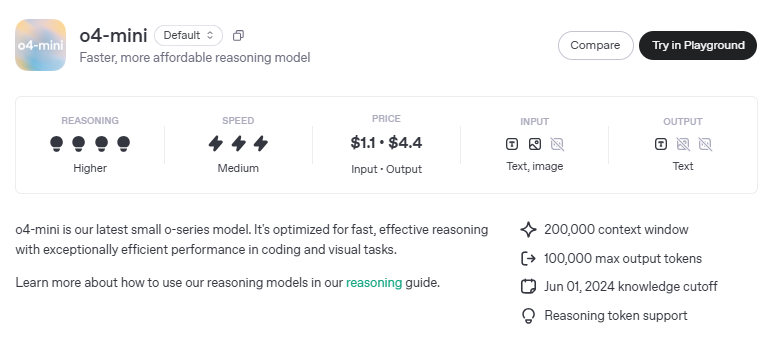 o4-mini
o4-mini Default
Faster, more affordable reasoning model
Compare
Try in Playground
REASONING
Higher
SPEED
Medium
PRICE
$1.1 • $4.4
Input • Output
INPUT
Text, image
OUTPUT
Text
o4-mini is our latest small o-series model. It's optimized for fast, effective reasoning
with exceptionally efficient performance in coding and visual tasks.
Learn more about how to use our reasoning models in our reasoning guide.
200,000 context window
100,000 max output tokens
Jun 01, 2024 knowledge cutoff
Reasoning token support